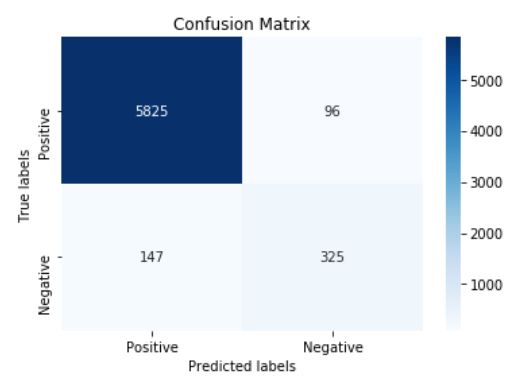 Confusion Matrix
Positive
5825
96
5000
4000
3000
2000
1000
True labels
Negative
147
325
Positive
Negative
Predicted labels